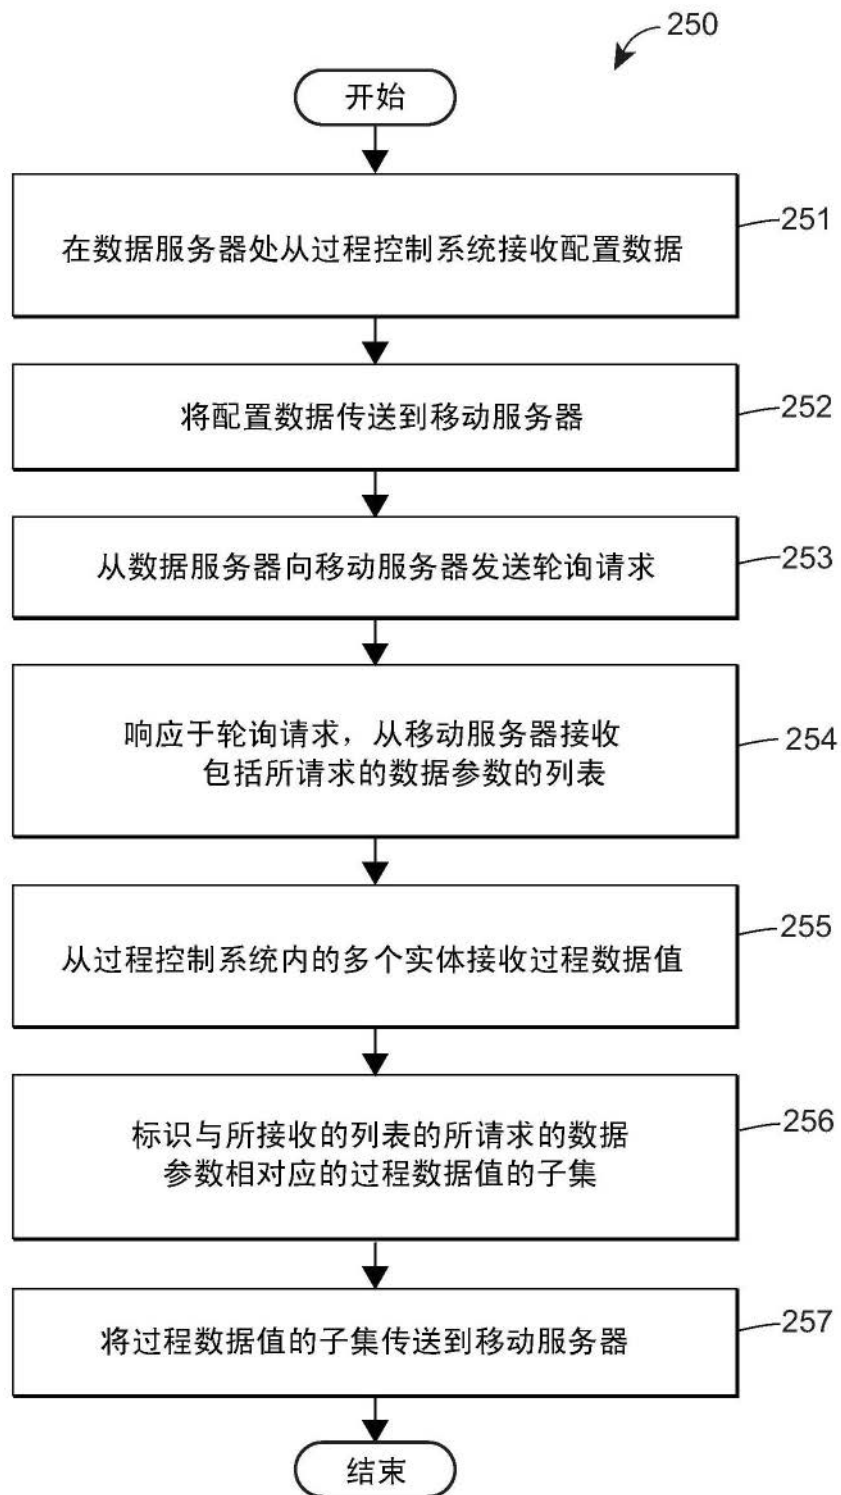 250
开始
在数据服务器处从过程控制系统接收配置数据
251
将配置数据传送到移动服务器
252
从数据服务器向移动服务器发送轮询请求
253
响应于轮询请求，从移动服务器接收
包括所请求的数据参数的列表
254
从过程控制系统内的多个实体接收过程数据值
255
标识与所接收的列表的所请求的数据
参数相对应的过程数据值的子集
256
将过程数据值的子集传送到移动服务器
257
结束